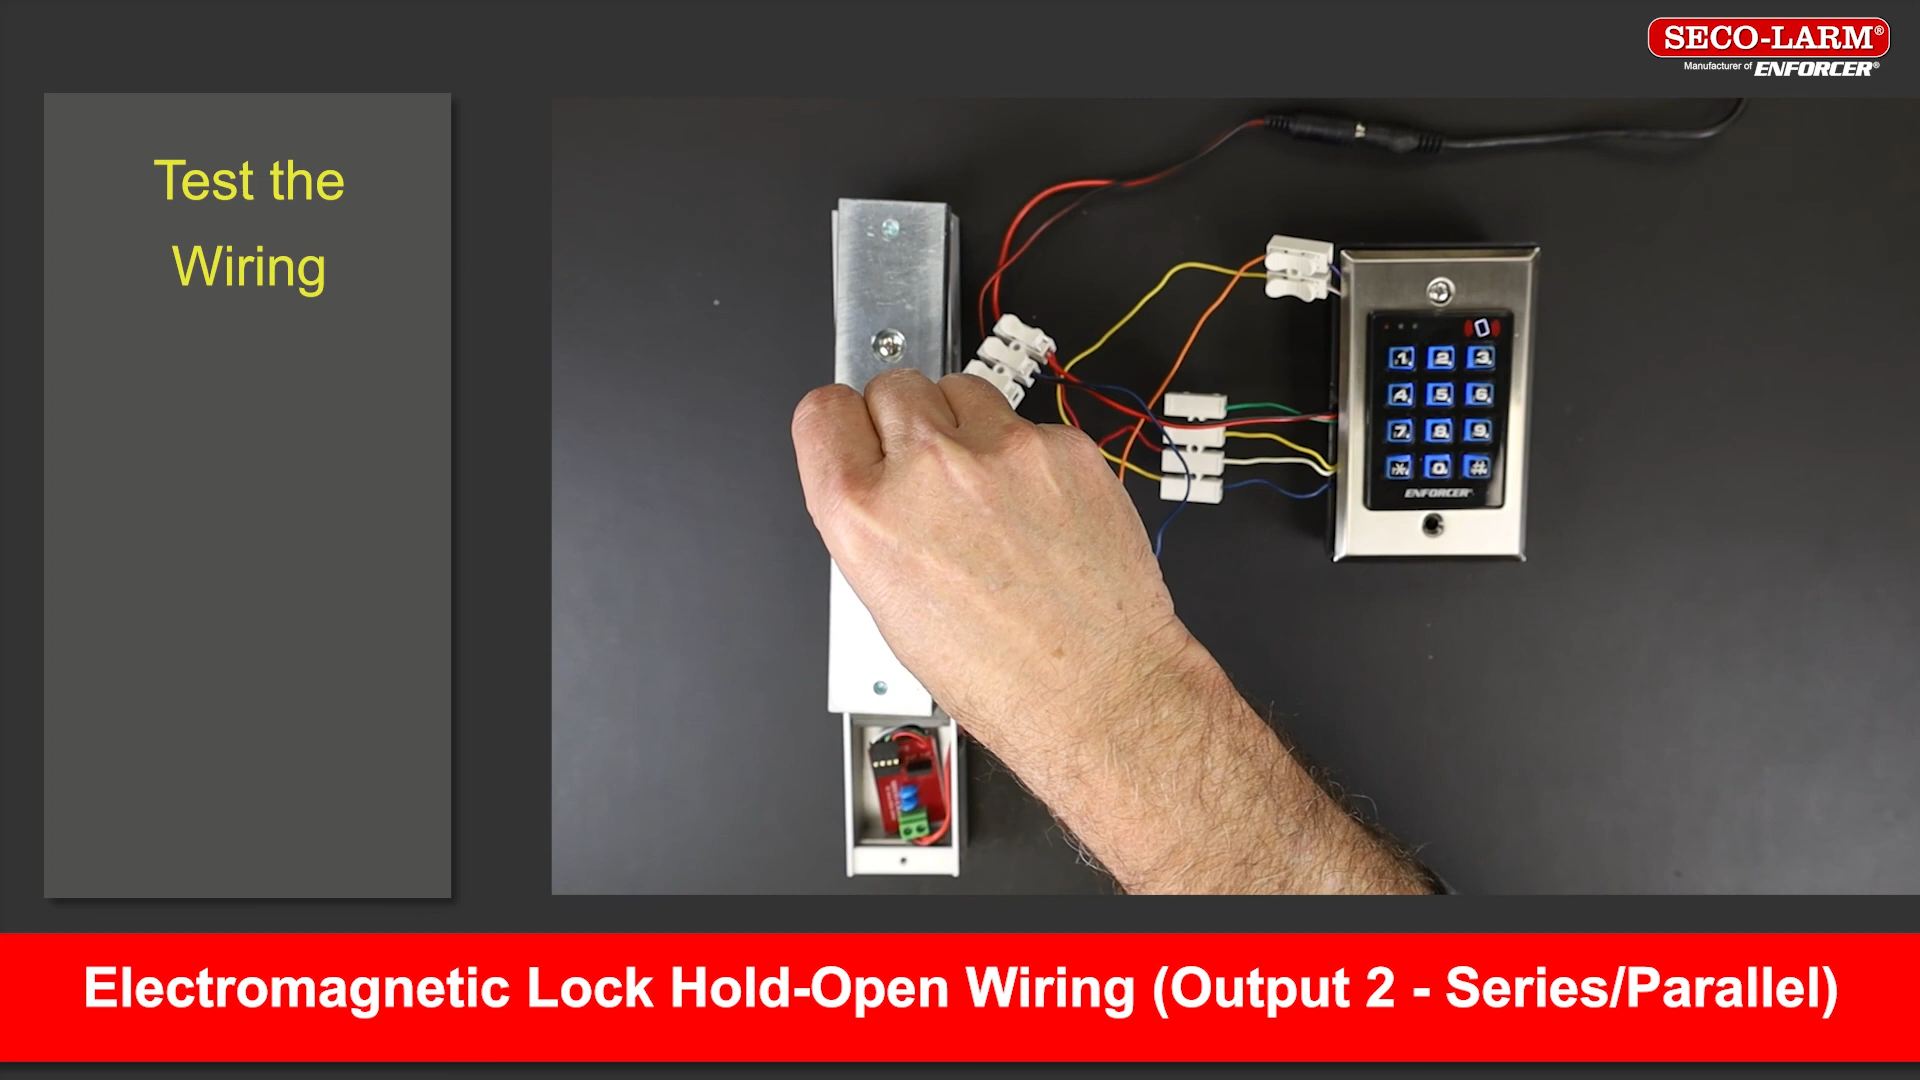 SECO-LARM®
Manufacturer of ENFORCER®
Test the
Wiring
1 2 3
4 5 6
7 8 9
* 0 #
ENFORCER
Electromagnetic Lock Hold-Open Wiring (Output 2 - Series/Parallel)